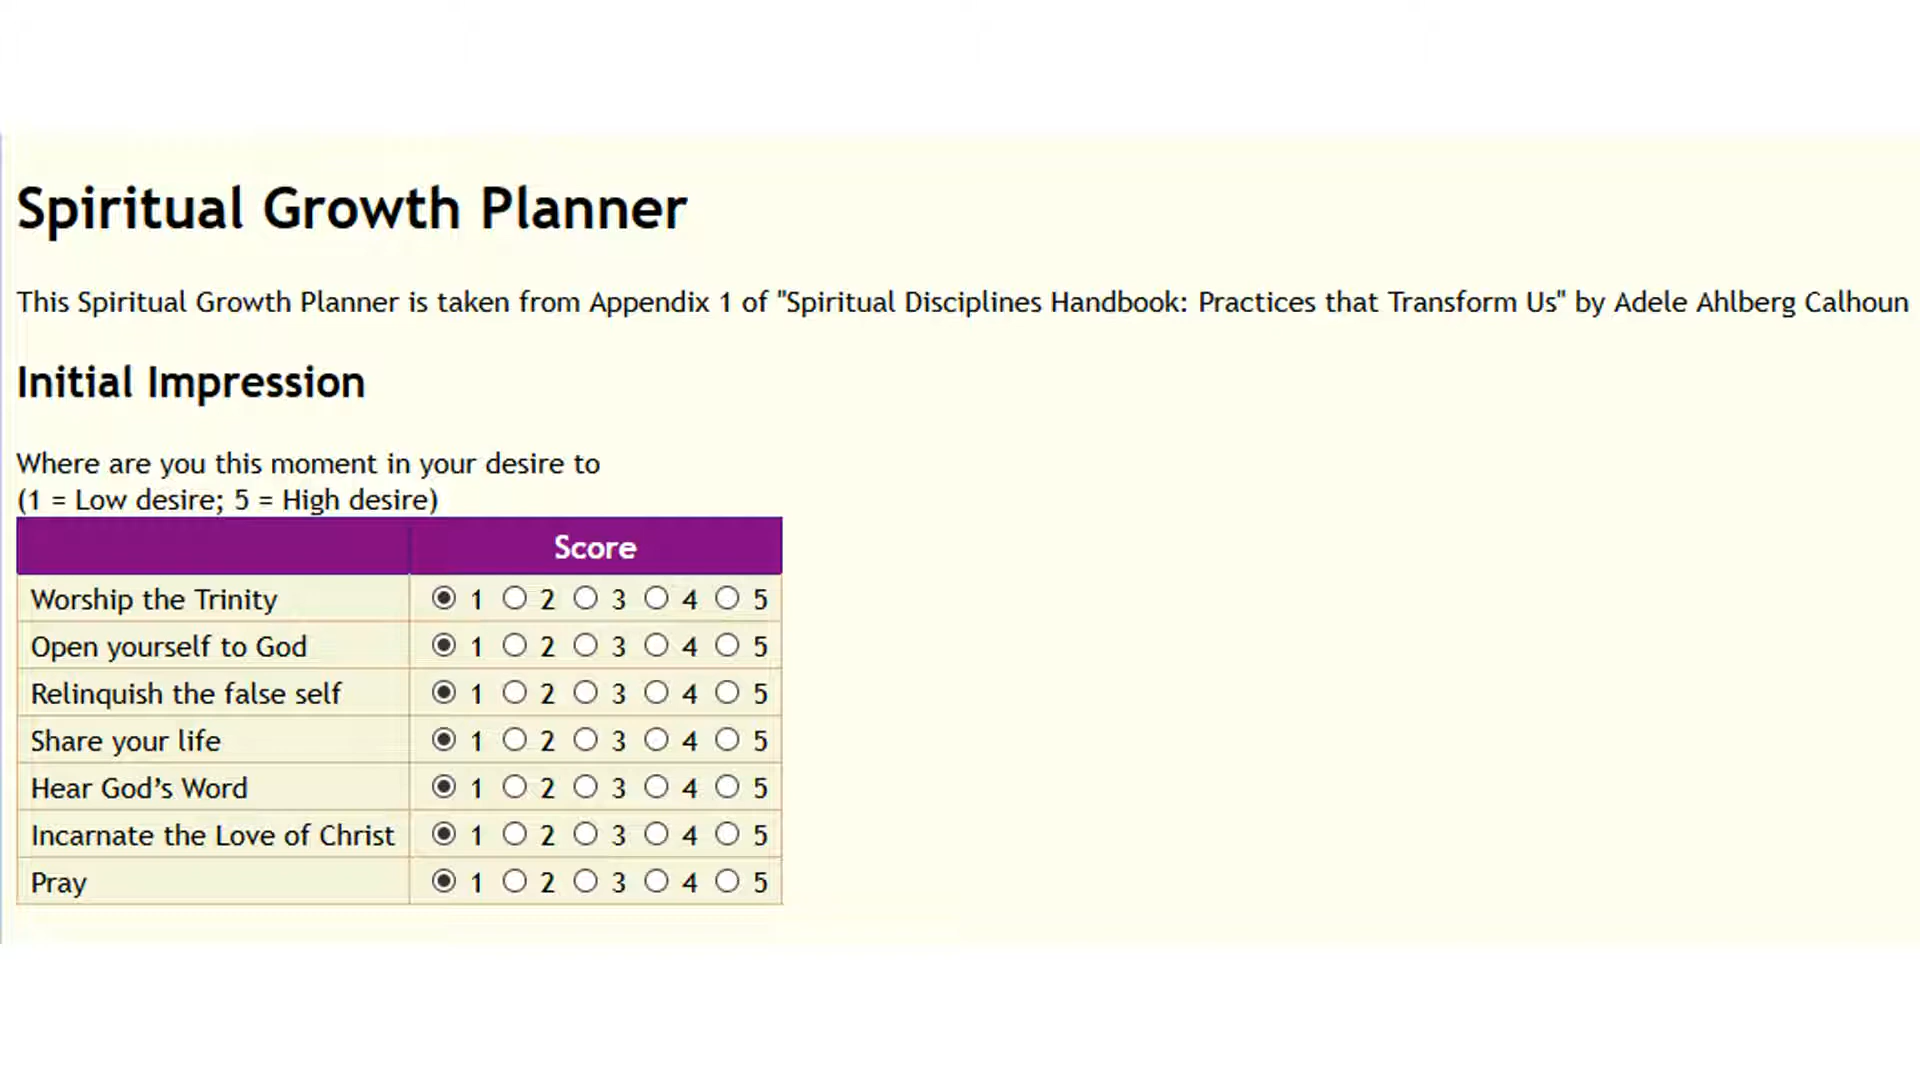 Spiritual Growth Planner
This Spiritual Growth Planner is taken from Appendix 1 of "Spiritual Disciplines Handbook: Practices that Transform Us" by Adele Ahlberg Calhoun
Initial Impression
Where are you this moment in your desire to
(1 = Low desire; 5 = High desire)
Score
Worship the Trinity 1 2 3 4 5
Open yourself to God 1 2 3 4 5
Relinquish the false self 1 2 3 4 5
Share your life 1 2 3 4 5
Hear God’s Word 1 2 3 4 5
Incarnate the Love of Christ 1 2 3 4 5
Pray 1 2 3 4 5